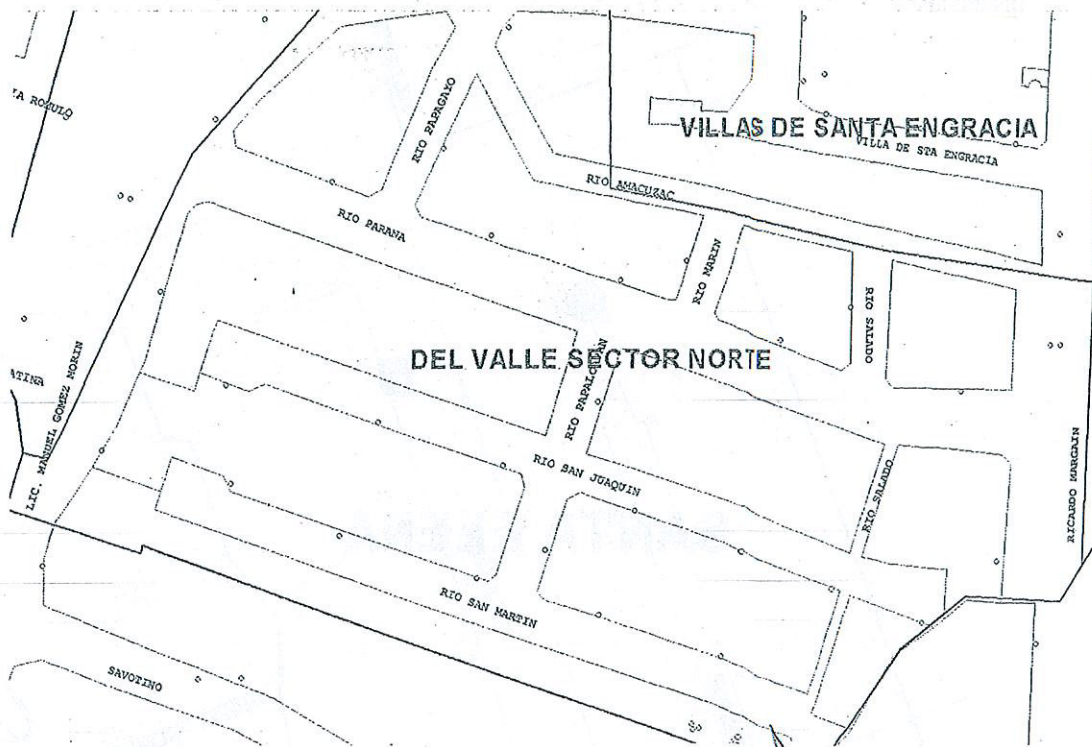 RIO PAPAGAYO
VILLAS DE SANTA ENGRACIA
VILLA DE STA ENGRACIA
RIO AMACUZAC
RIO PARANA
RIO MARIN
RIO SALADO
DEL VALLE SECTOR NORTE
RIO PAPALOAPAN
LIC. MANUEL GOMEZ MORIN
RIO SAN JUAQUIN
RIO SALADO
RICARDO MARGAIN
RIO SAN MARTIN
SAVOTINO